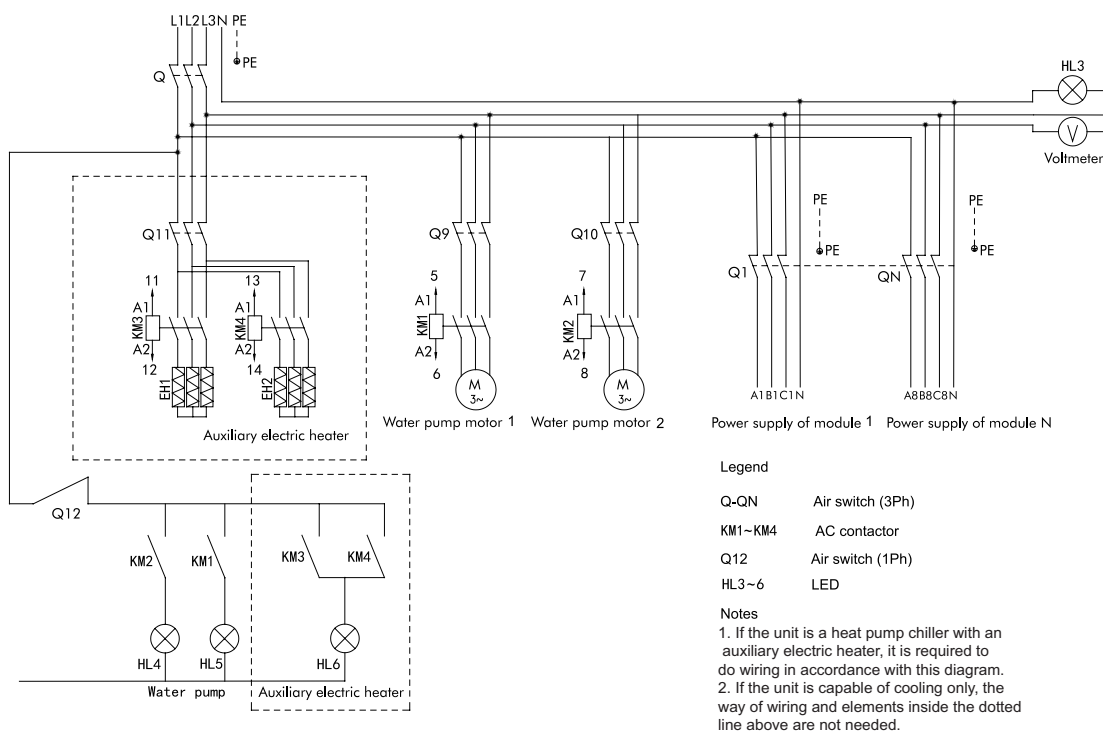 L1L2L3N PE
PE
Q
HL3
V
Voltmeter
PE
PE
PE
PE
Q11
Q9
Q10
Q1
QN
11
13
5
7
A1
A1
A1
A1
KM3
KM4
KM1
KM2
A2
A2
A2
A2
12
14
6
8
EH1
EH2
M
3~
M
3~
A1B1C1N
A8B8C8N
Auxiliary electric heater
Water pump motor 1
Water pump motor 2
Power supply of module 1
Power supply of module N
Q12
KM2
KM1
KM3
KM4
HL4
HL5
HL6
Water pump
Auxiliary electric heater
Legend
Q-QN Air switch (3Ph)
KM1~KM4 AC contactor
Q12 Air switch (1Ph)
HL3~6 LED
Notes
1. If the unit is a heat pump chiller with an
auxiliary electric heater, it is required to
do wiring in accordance with this diagram.
2. If the unit is capable of cooling only, the
way of wiring and elements inside the dotted
line above are not needed.